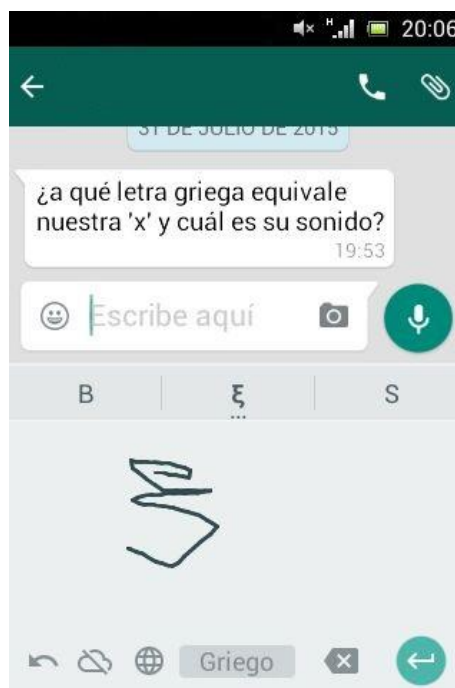 20:06
31 DE JULIO DE 2015
¿a qué letra griega equivale
nuestra 'x' y cuál es su sonido?
19:53
Escribe aquí
B ξ S
ξ
Griego